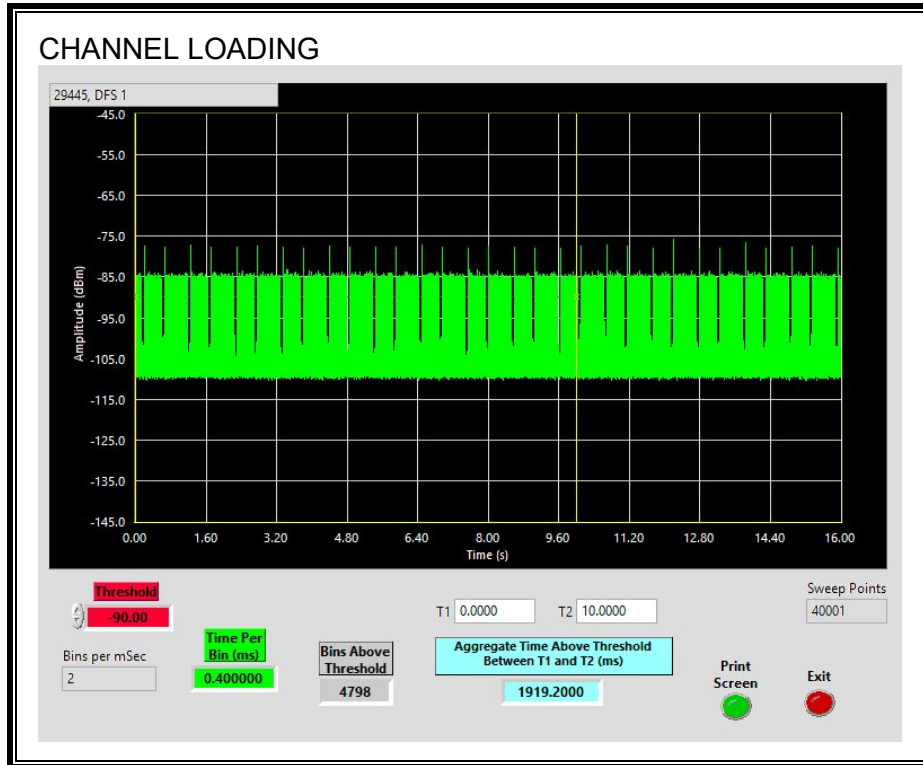 CHANNEL LOADING
29445, DFS 1
-45.0
-55.0
-65.0
-75.0
-85.0
-95.0
-105.0
-115.0
-125.0
-135.0
-145.0
Amplitude (dBm)
0.00 1.60 3.20 4.80 6.40 8.00 9.60 11.20 12.80 14.40 16.00
Time (s)
Threshold
-90.00
Bins per mSec
2
Time Per
Bin (ms)
0.400000
Bins Above
Threshold
4798
T1 0.0000 T2 10.0000
Aggregate Time Above Threshold
Between T1 and T2 (ms)
1919.2000
Sweep Points
40001
Print
Screen
Exit